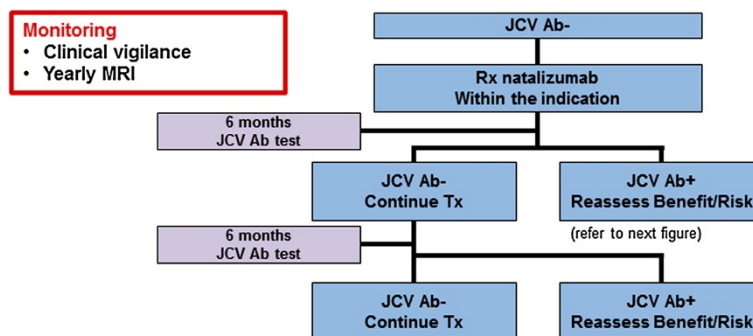 Monitoring
• Clinical vigilance
• Yearly MRI
JCV Ab-
Rx natalizumab
Within the indication
6 months
JCV Ab test
JCV Ab-
Continue Tx
JCV Ab+
Reassess Benefit/Risk
(refer to next figure)
6 months
JCV Ab test
JCV Ab-
Continue Tx
JCV Ab+
Reassess Benefit/Risk